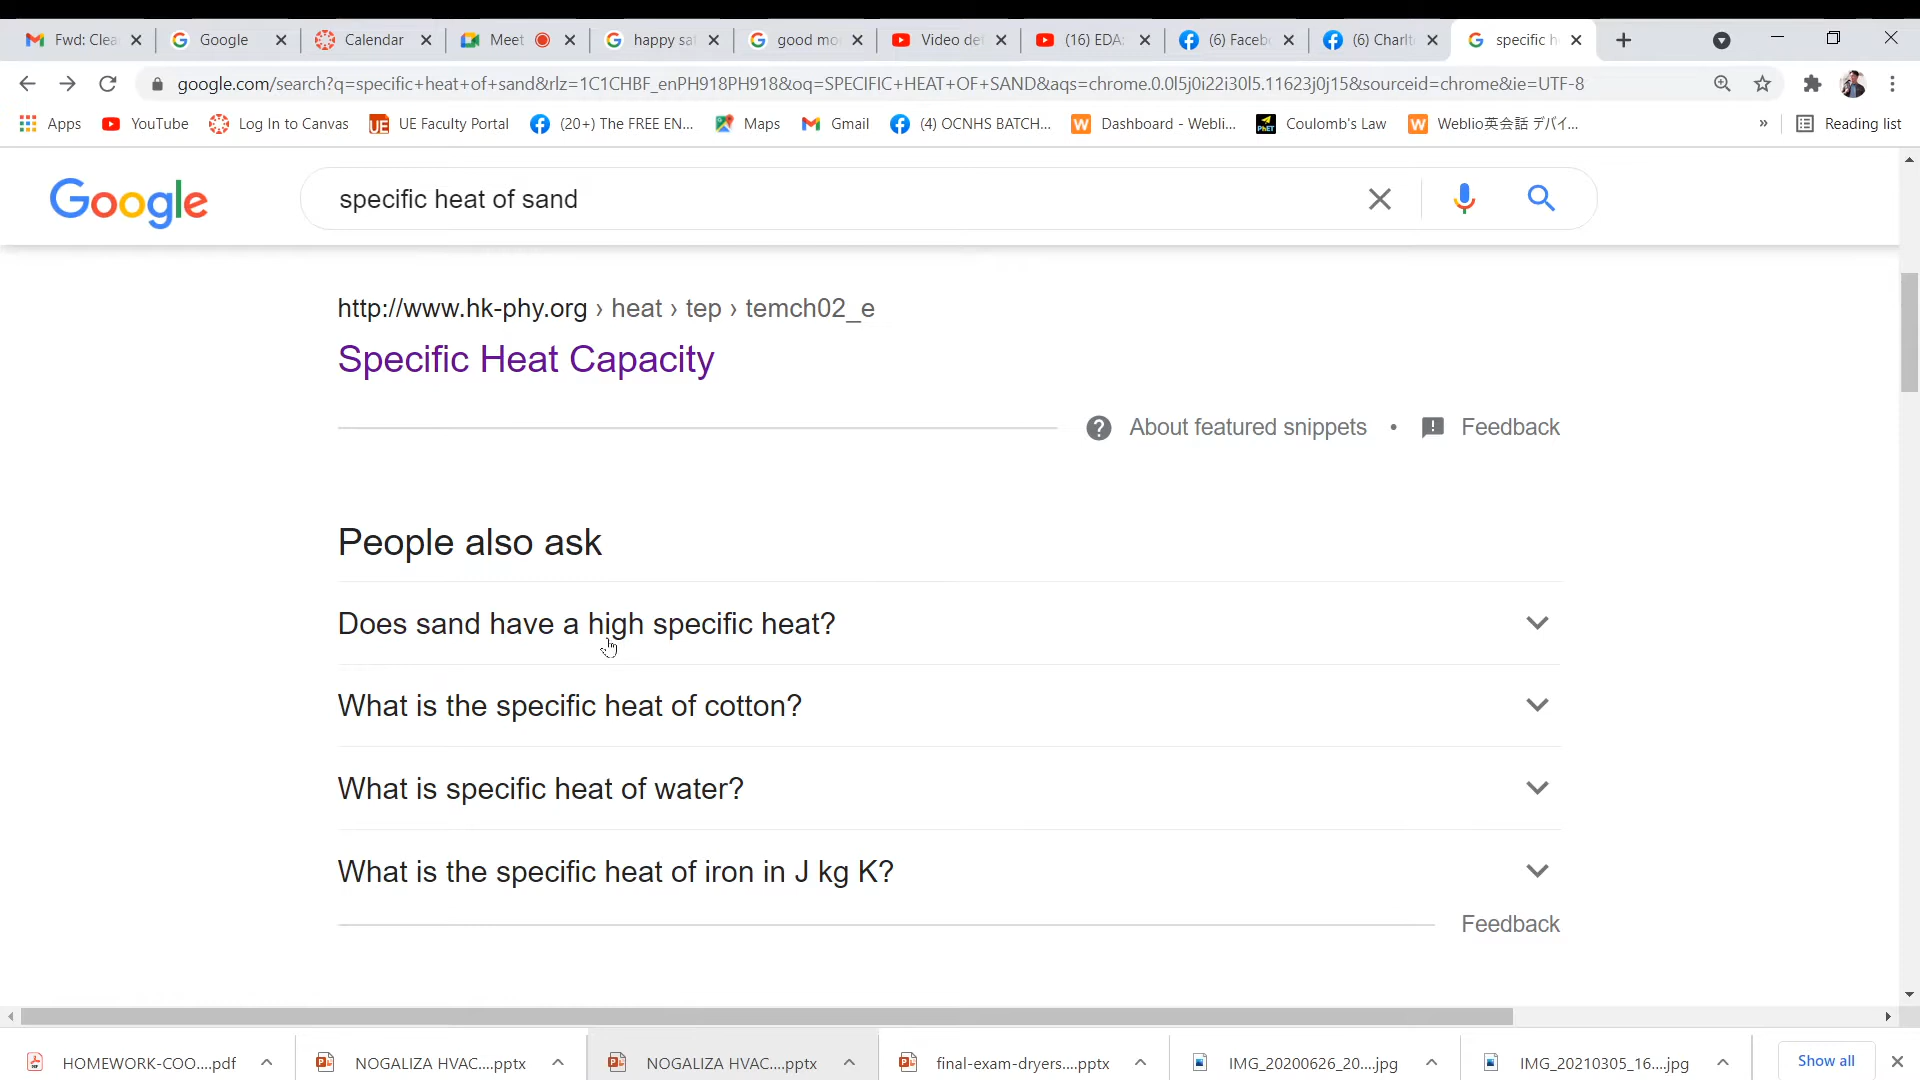 Fwd: Clea
Google
Calendar
Meet
happy sat
good mo
Video det
(16) EDA:
(6) Facebo
(6) Charlt
specific h
google.com/search?q=specific+heat+of+sand&rlz=1C1CHBF_enPH918PH918&oq=SPECIFIC+HEAT+OF+SAND&aqs=chrome.0.0l5j0i22i30l5.11623j0j15&sourceid=chrome&ie=UTF-8
Apps
YouTube
Log In to Canvas
UE Faculty Portal
(20+) The FREE EN...
Maps
Gmail
(4) OCNHS BATCH...
Dashboard - Webli...
Coulomb's Law
Weblio英会話 デバイ...
»
Reading list
Google
specific heat of sand
http://www.hk-phy.org › heat › tep › temch02_e
Specific Heat Capacity
About featured snippets • Feedback
People also ask
Does sand have a high specific heat?
What is the specific heat of cotton?
What is specific heat of water?
What is the specific heat of iron in J kg K?
Feedback
HOMEWORK-COO....pdf
NOGALIZA HVAC....pptx
NOGALIZA HVAC....pptx
final-exam-dryers....pptx
IMG_20200626_20....jpg
IMG_20210305_16....jpg
Show all